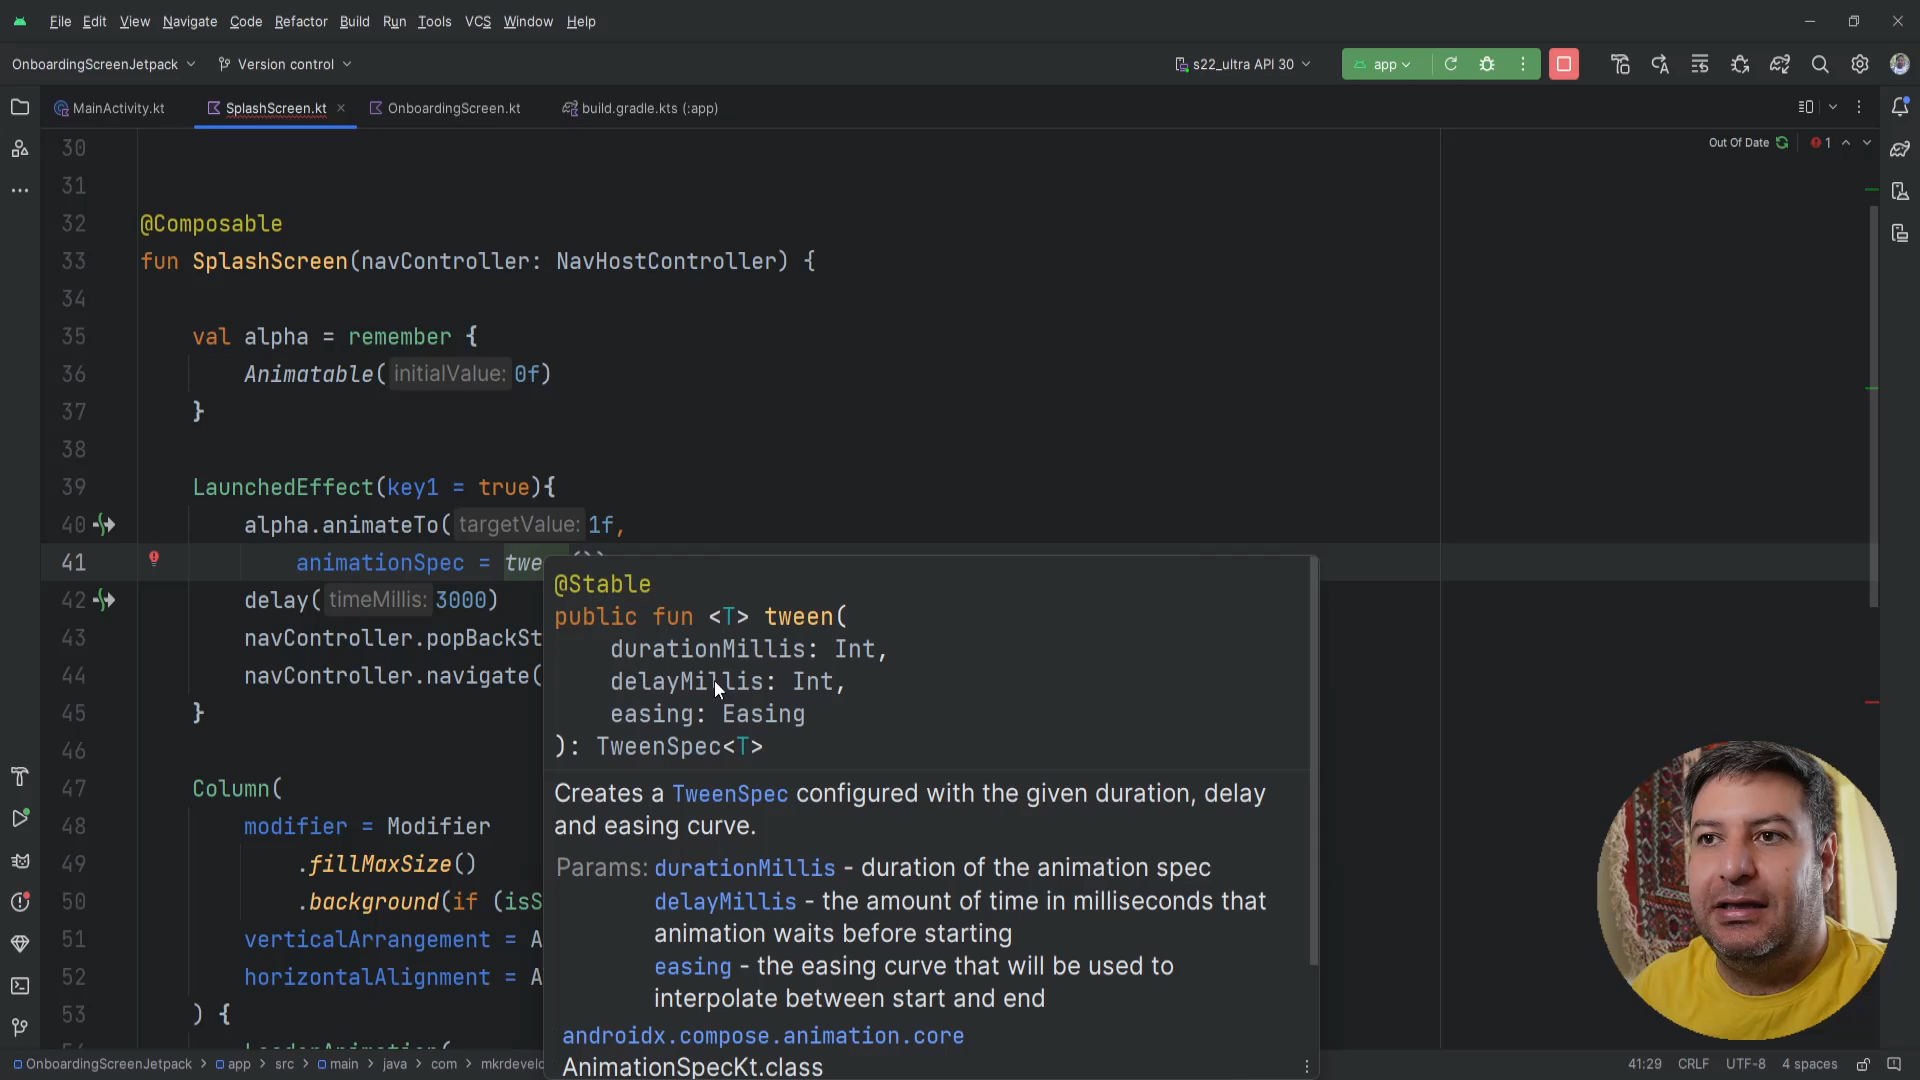 File Edit View Navigate Code Refactor Build Run Tools VCS Window Help
OnboardingScreenJetpack Version control s22_ultra API 30 app
MainActivity.kt SplashScreen.kt OnboardingScreen.kt build.gradle.kts (:app)
Out Of Date 1
30
31
32 @Composable
33 fun SplashScreen(navController: NavHostController) {
34
35 val alpha = remember {
36 Animatable( initialValue: 0f)
37 }
38
39 LaunchedEffect(key1 = true){
40 alpha.animateTo( targetValue: 1f,
41 animationSpec = twe
42 delay( timeMillis: 3000)
43 navController.popBackSt
44 navController.navigate(
45 }
46
47 Column(
48 modifier = Modifier
49 .fillMaxSize()
50 .background(if (isS
51 verticalArrangement = A
52 horizontalAlignment = A
53 ) {
@Stable
public fun <T> tween(
durationMillis: Int,
delayMillis: Int,
easing: Easing
): TweenSpec<T>
Creates a TweenSpec configured with the given duration, delay
and easing curve.
Params: durationMillis - duration of the animation spec
delayMillis - the amount of time in milliseconds that
animation waits before starting
easing - the easing curve that will be used to
interpolate between start and end
androidx.compose.animation.core
AnimationSpecKt.class
OnboardingScreenJetpack app src main java com mkrdevelo
41:29 CRLF UTF-8 4 spaces